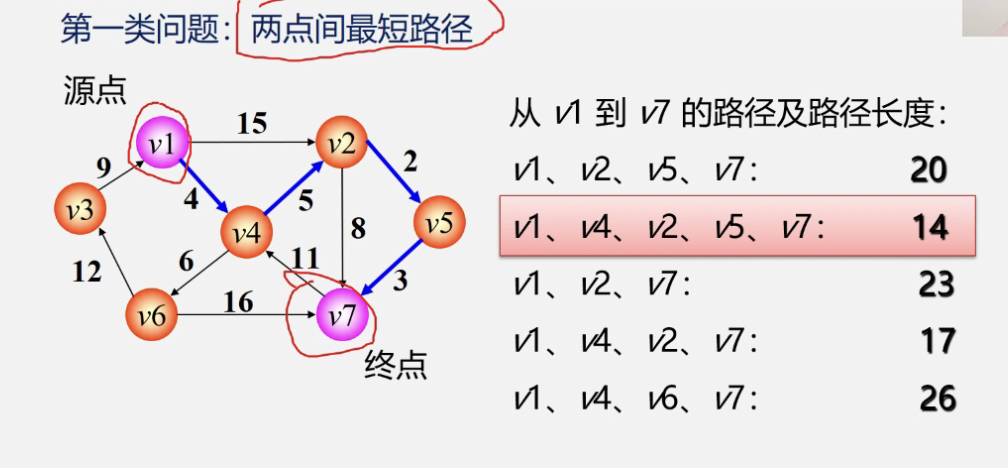 第一类问题：两点间最短路径
源点
从 v1 到 v7 的路径及路径长度：
v1、v2、v5、v7： 20
v1、v4、v2、v5、v7： 14
v1、v2、v7： 23
v1、v4、v2、v7： 17
v1、v4、v6、v7： 26
15
v1
v2
9
2
4
5
v3
v4
8
v5
6
11
12
3
16
v6
v7
终点